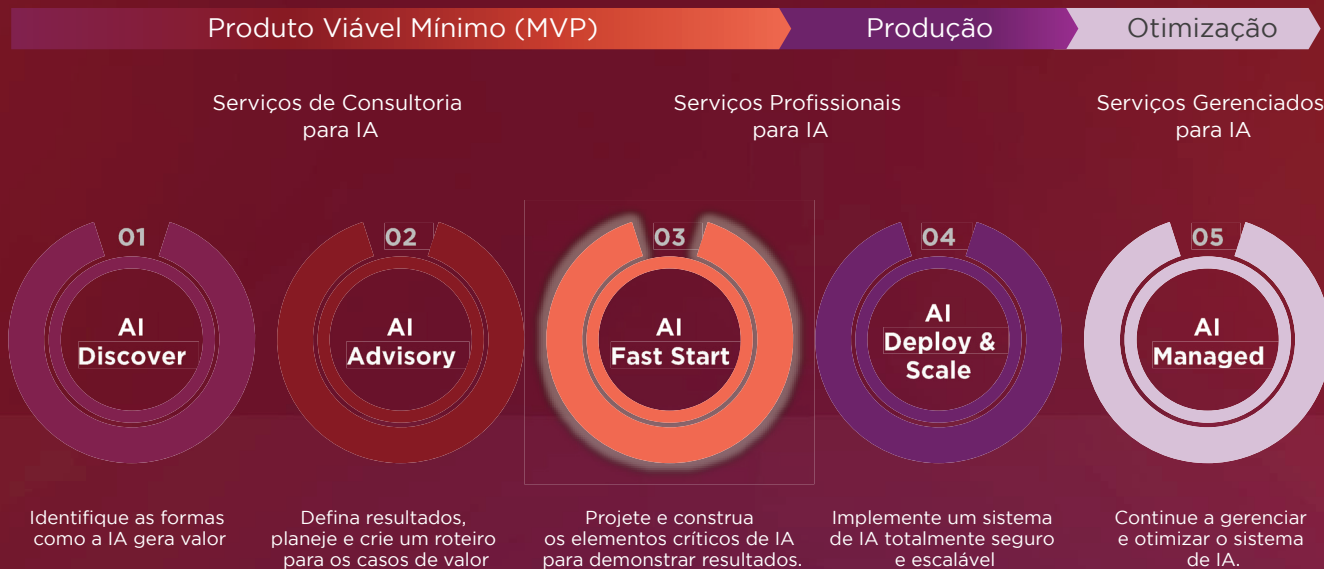 Produto Viável Mínimo (MVP)
Produção
Otimização
Serviços de Consultoria
para IA
Serviços Profissionais
para IA
Serviços Gerenciados
para IA
01
AI
Discover
Identifique as formas
como a IA gera valor
02
AI
Advisory
Defina resultados,
planeje e crie um roteiro
para os casos de valor
03
AI
Fast Start
Projete e construa
os elementos críticos de IA
para demonstrar resultados.
04
AI
Deploy &
Scale
Implemente um sistema
de IA totalmente seguro
e escalável
05
AI
Managed
Continue a gerenciar
e otimizar o sistema
de IA.